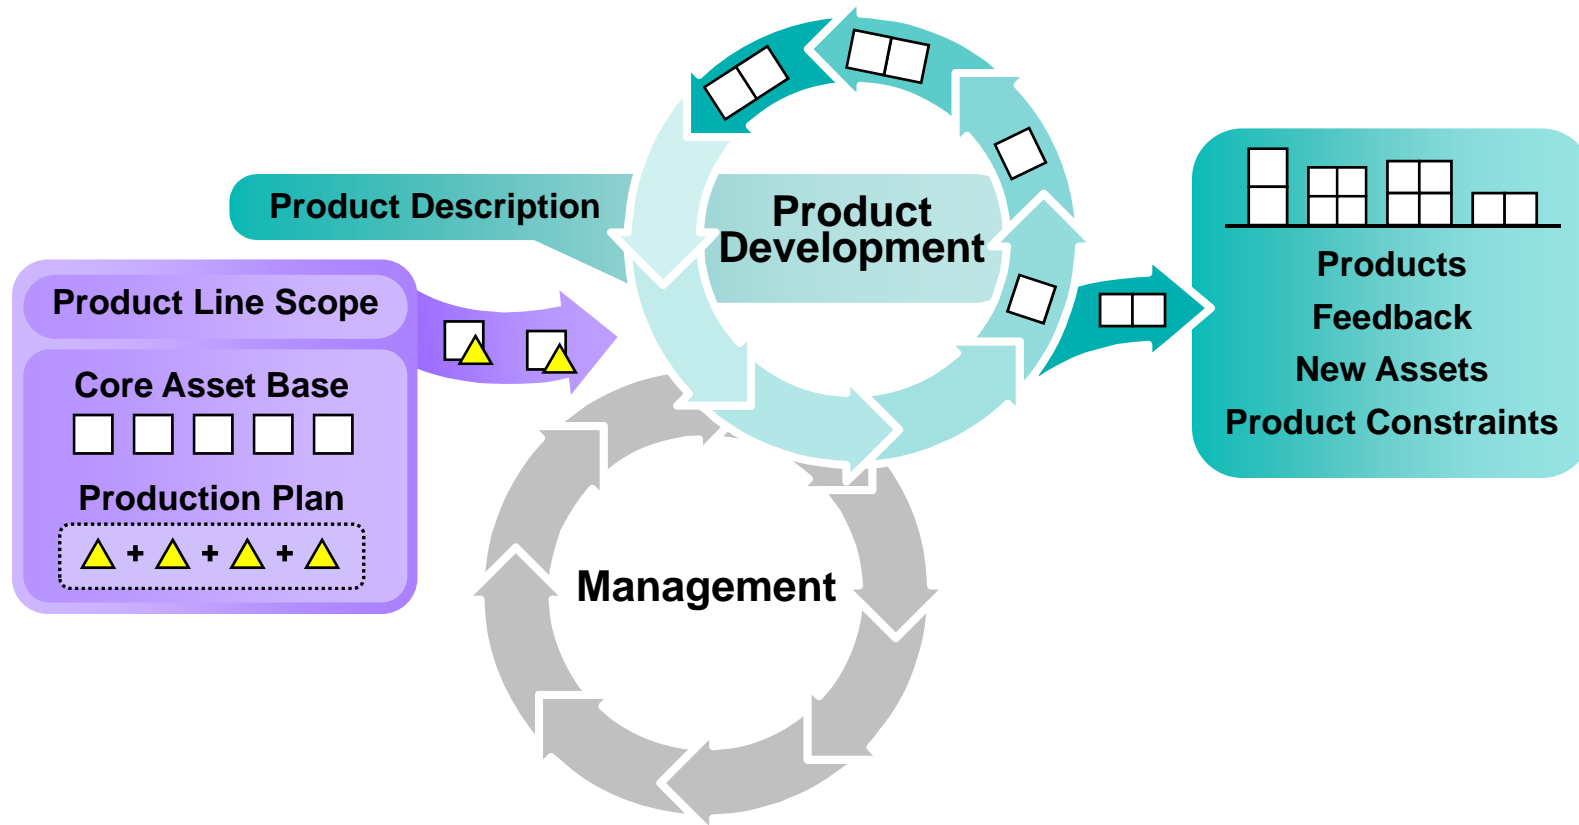 Product Description
Product
Development
Product Line Scope
Core Asset Base
Production Plan
+ + +
Management
Products
Feedback
New Assets
Product Constraints